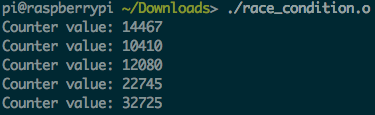 pi@raspberrypi ~/Downloads> ./race_condition.o
Counter value: 14467
Counter value: 10410
Counter value: 12080
Counter value: 22745
Counter value: 32725